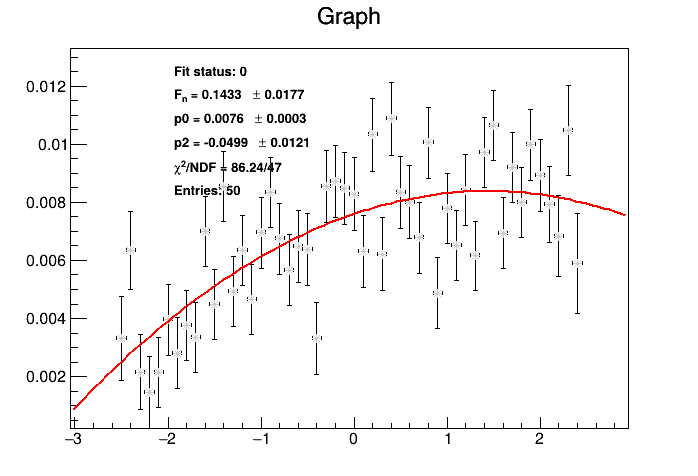 Graph
Fit status: 0
Fn = 0.1433 ± 0.0177
p0 = 0.0076 ± 0.0003
p2 = -0.0499 ± 0.0121
χ²/NDF = 86.24/47
Entries: 50
0.012
0.01
0.008
0.006
0.004
0.002
−3 −2 −1 0 1 2